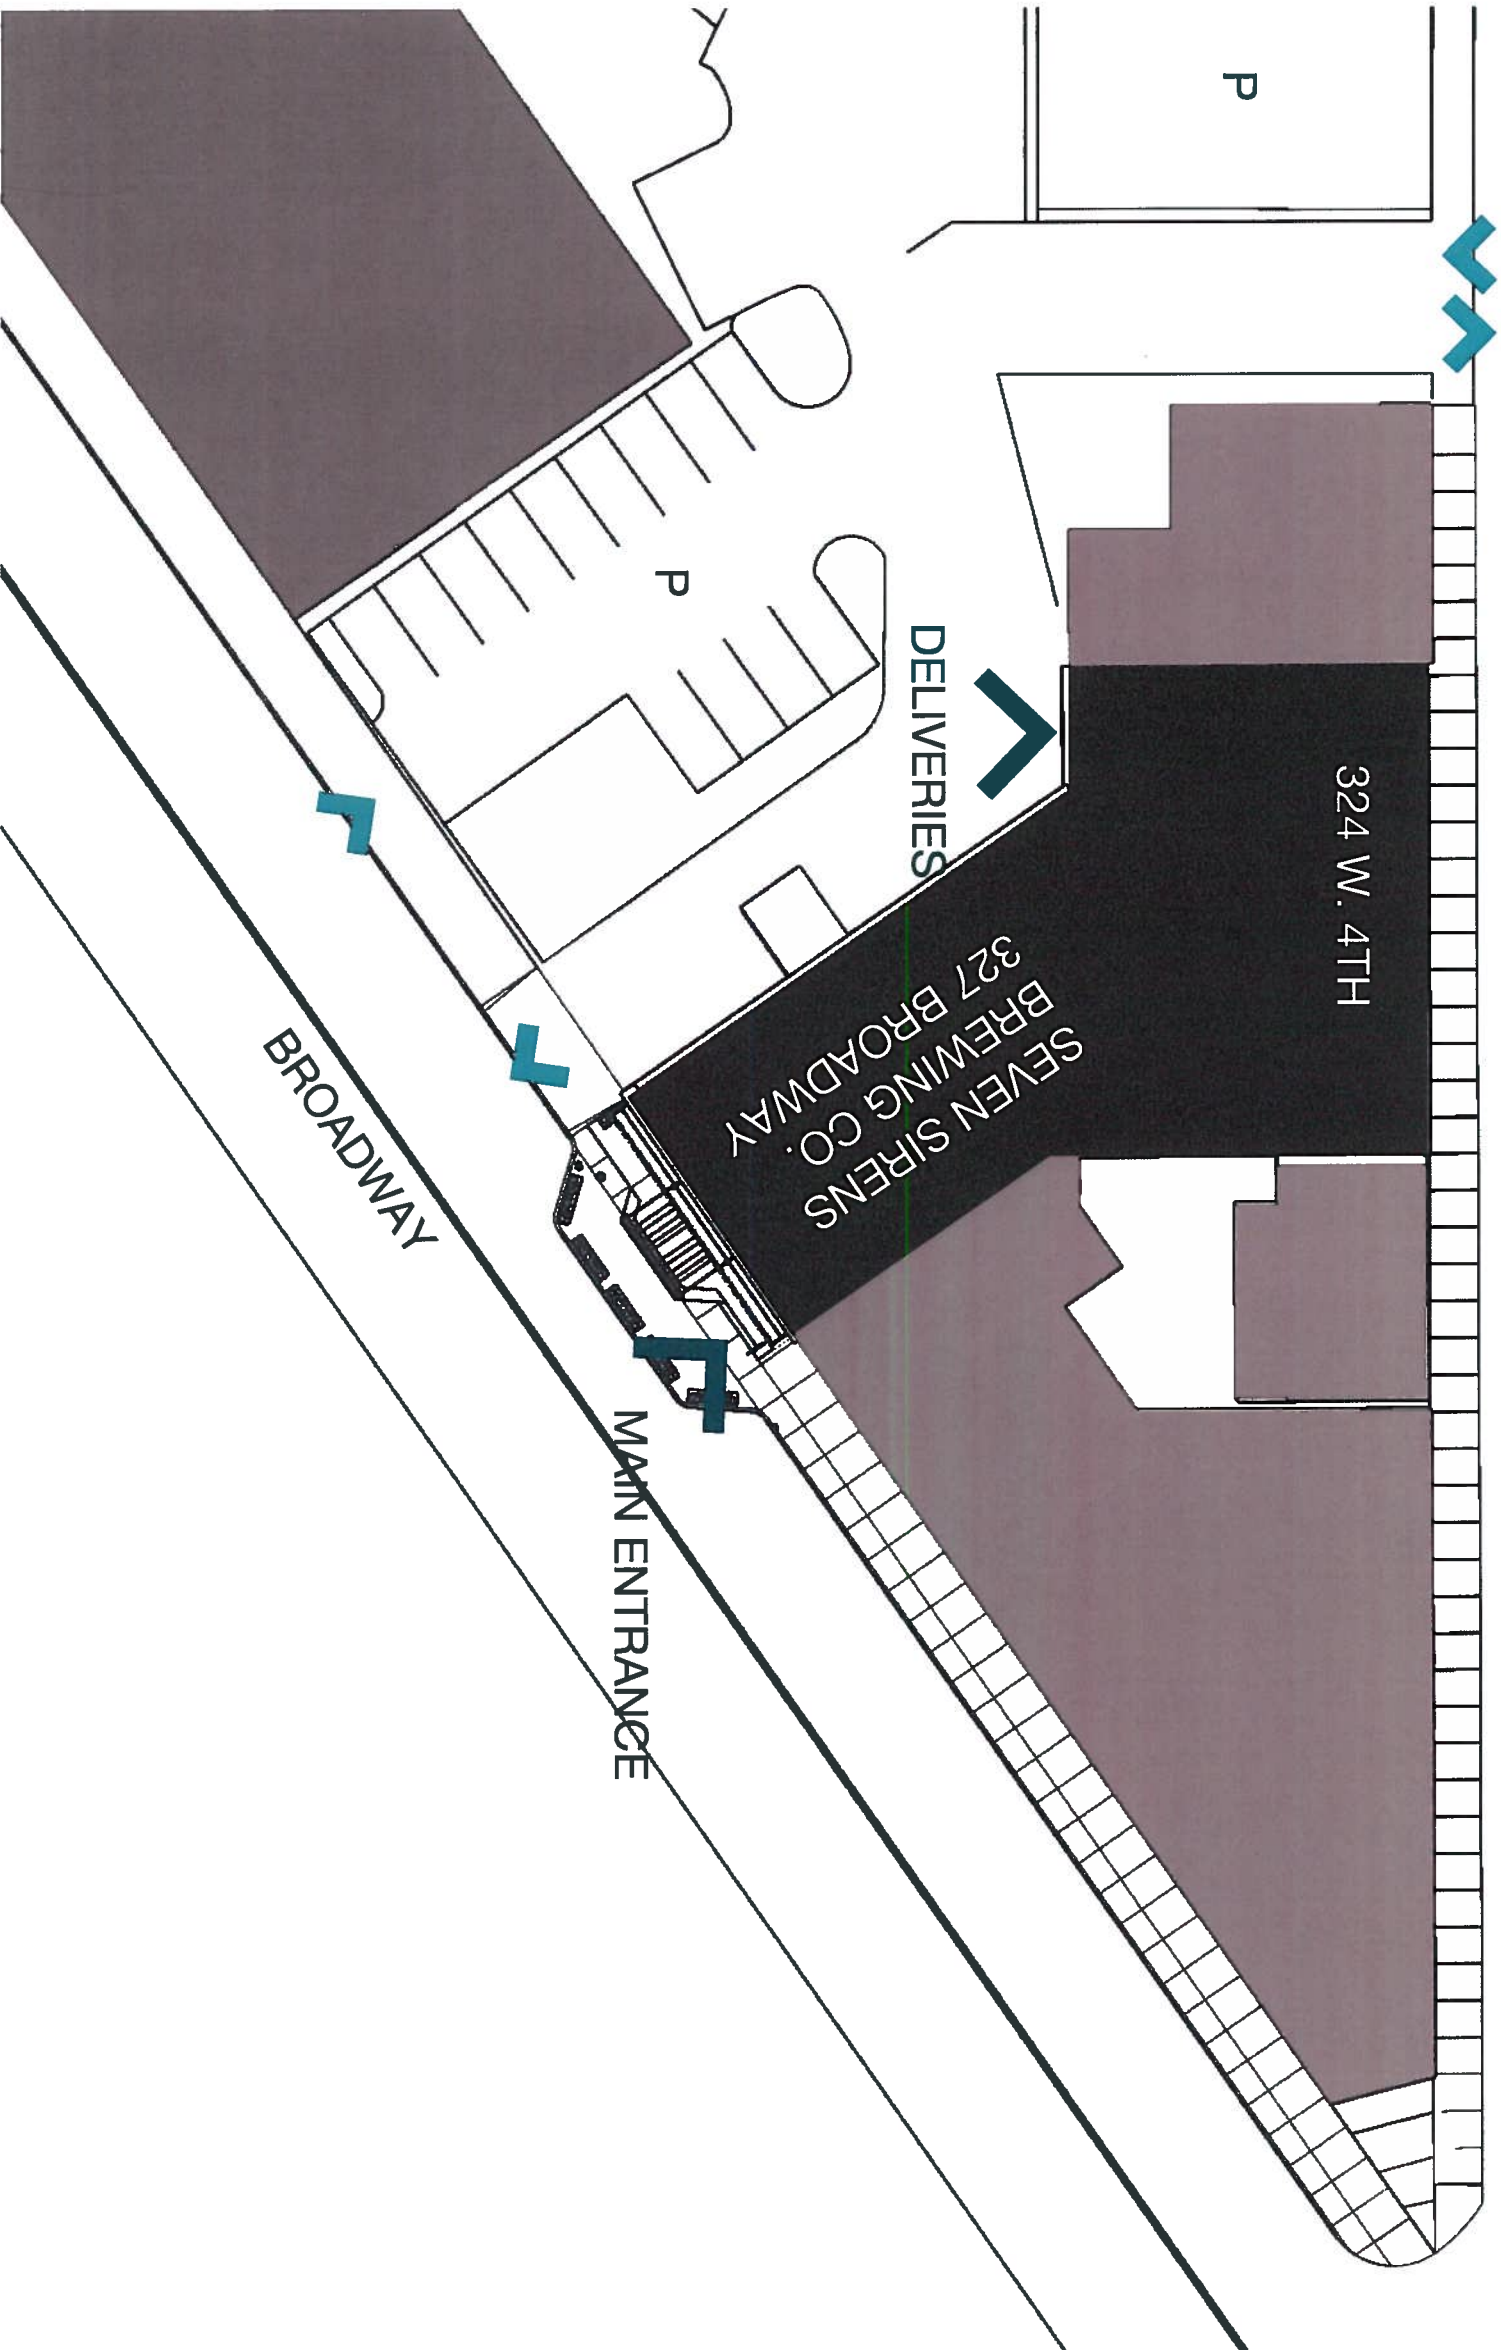 P
324 W. 4TH
P
DELIVERIES
SEVEN SIRENS
BREWING CO.
327 BROADWAY
BROADWAY
MAIN ENTRANCE